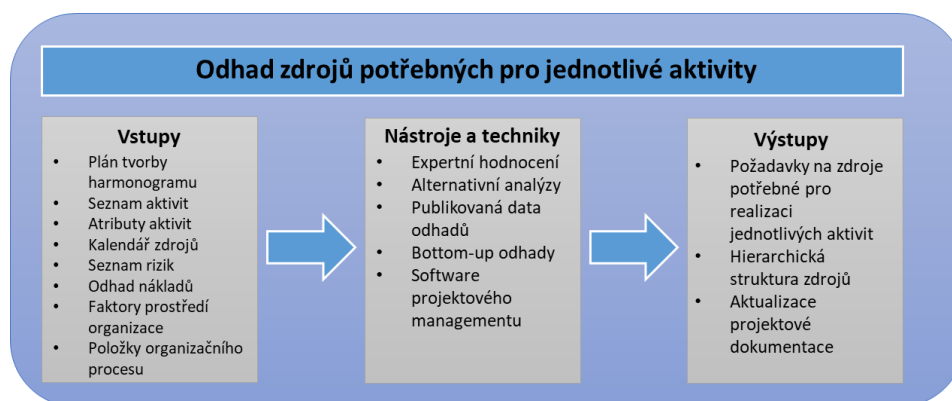 Odhad zdrojů potřebných pro jednotlivé aktivity
Vstupy
• Plán tvorby
harmonogramu
• Seznam aktivit
• Atributy aktivit
• Kalendář zdrojů
• Seznam rizik
• Odhad nákladů
• Faktory prostředí
organizace
• Položky organizačního
procesu
Nástroje a techniky
• Expertní hodnocení
• Alternativní analýzy
• Publikovaná data
odhadů
• Bottom-up odhady
• Software
projektového
managementu
Výstupy
• Požadavky na zdroje
potřebné pro
realizaci
jednotlivých aktivit
• Hierarchická
struktura zdrojů
• Aktualizace
projektové
dokumentace